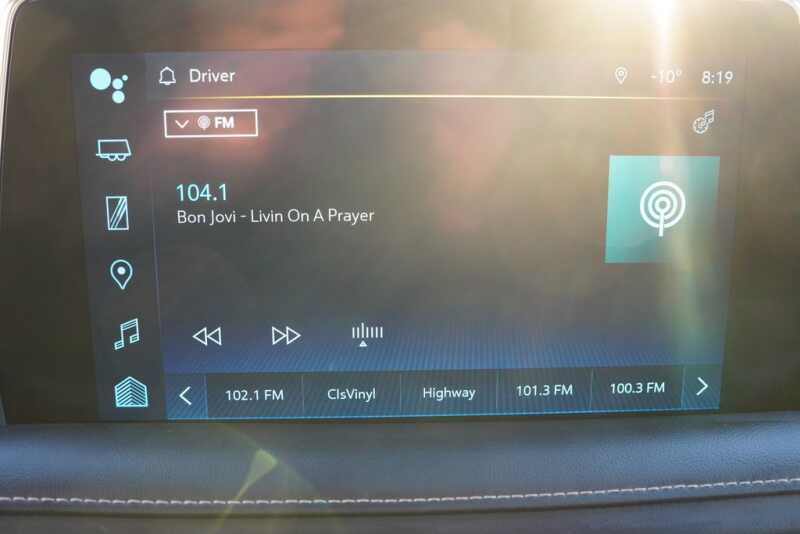 Driver -10° 8:19
FM
104.1
Bon Jovi - Livin On A Prayer
102.1 FM ClsVinyl Highway 101.3 FM 100.3 FM